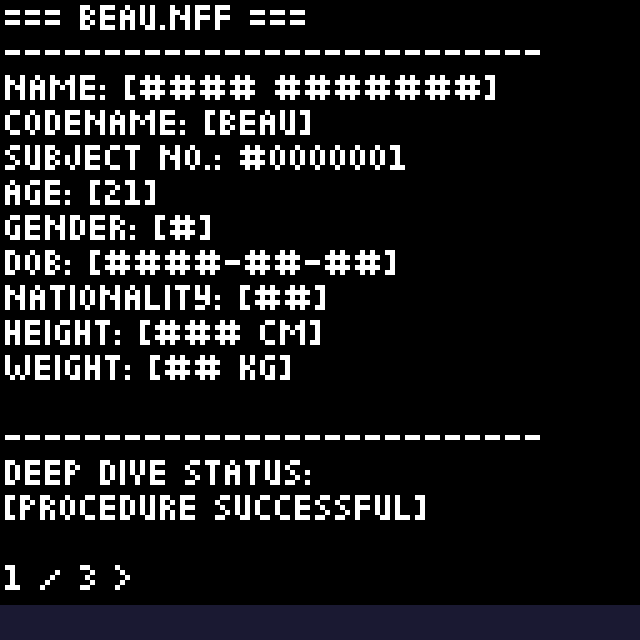 === BEAU.NFF ===
---------------------------
NAME: [#### #######]
CODENAME: [BEAU]
SUBJECT NO.: #0000001
AGE: [21]
GENDER: [#]
DOB: [####-##-##]
NATIONALITY: [##]
HEIGHT: [### CM]
WEIGHT: [## KG]
---------------------------
DEEP DIVE STATUS:
[PROCEDURE SUCCESSFUL]
1 / 3 >